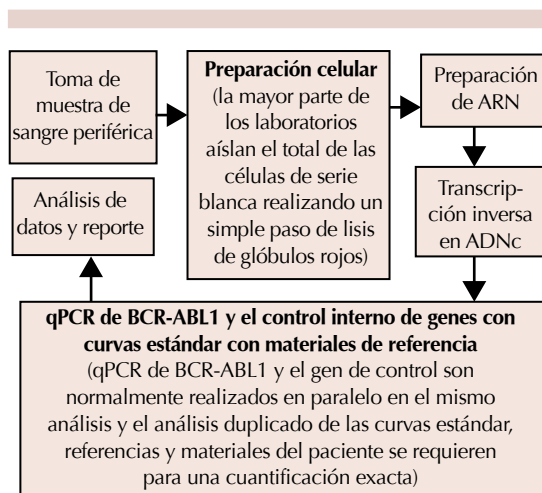 Toma de
muestra de
sangre periférica
Preparación celular
(la mayor parte de
los laboratorios
aíslan el total de las
células de serie
blanca realizando un
simple paso de lisis
de glóbulos rojos)
Preparación
de ARN
Transcrip-
ción inversa
en ADNc
qPCR de BCR-ABL1 y el control interno de genes con
curvas estándar con materiales de referencia
(qPCR de BCR-ABL1 y el gen de control son
normalmente realizados en paralelo en el mismo
análisis y el análisis duplicado de las curvas estándar,
referencias y materiales del paciente se requieren
para una cuantificación exacta)
Análisis de
datos y reporte